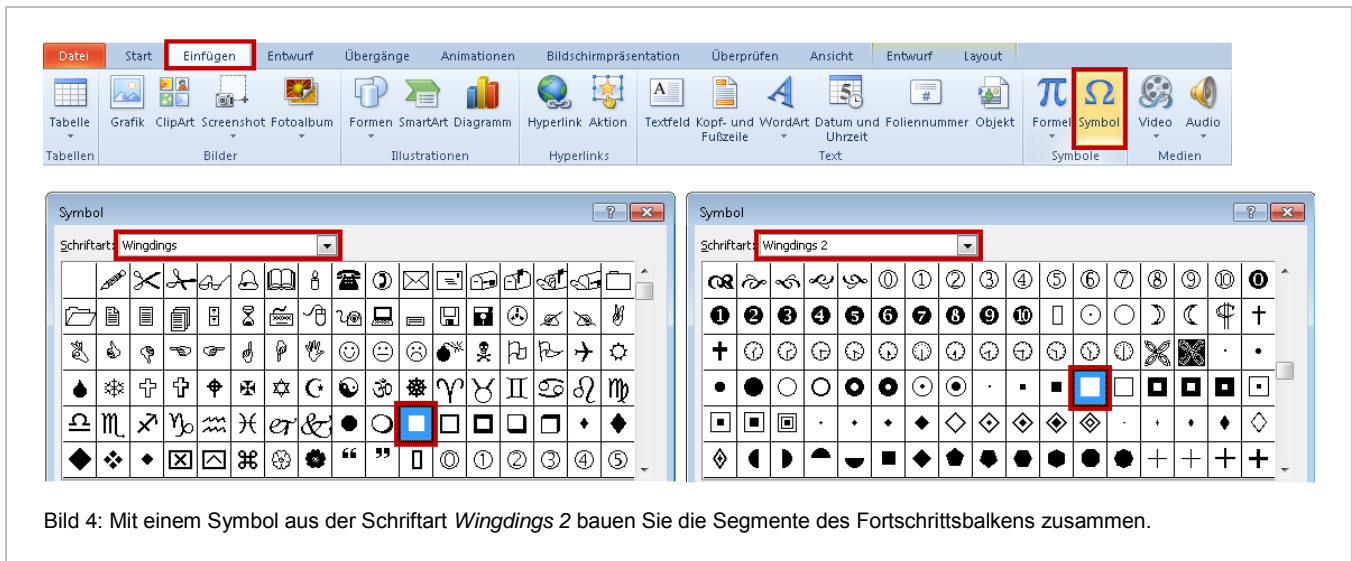 Datei Start Einfügen Entwurf Übergänge Animationen Bildschirmpräsentation Überprüfen Ansicht Entwurf Layout
Tabelle Grafik ClipArt Screenshot Fotoalbum Formen SmartArt Diagramm Hyperlink Aktion Textfeld Kopf- und Fußzeile WordArt Datum und Uhrzeit Foliennummer Objekt Formel Symbol Video Audio
Tabellen Bilder Illustrationen Hyperlinks Text Symbole Medien
Symbol
Schriftart: Wingdings
Symbol
Schriftart: Wingdings 2
Bild 4: Mit einem Symbol aus der Schriftart Wingdings 2 bauen Sie die Segmente des Fortschrittsbalkens zusammen.